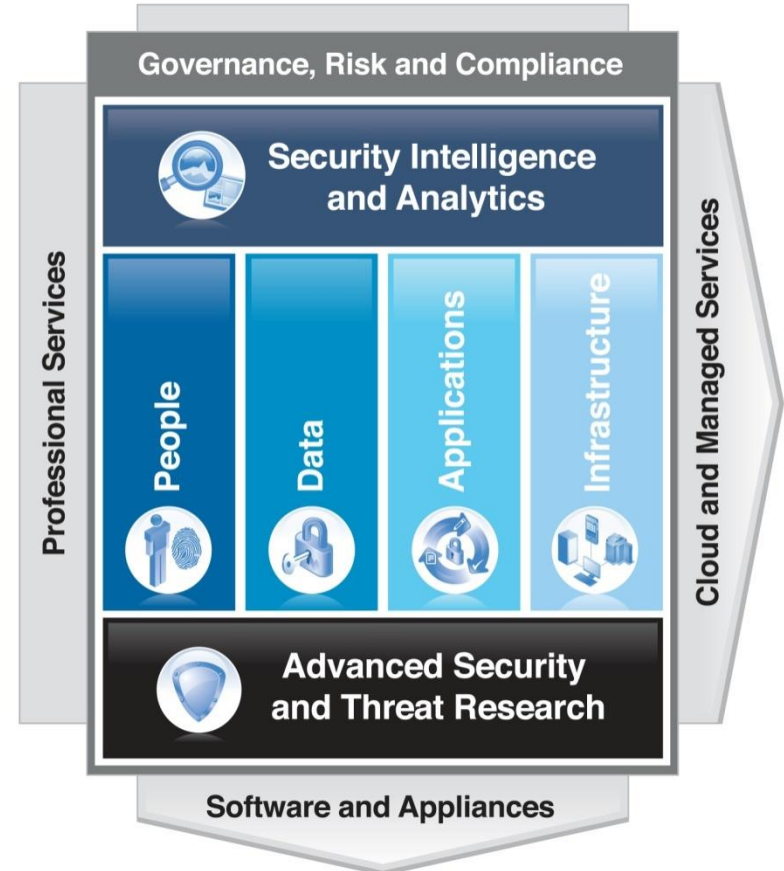 Governance, Risk and Compliance
Security Intelligence
and Analytics
Professional Services
People
Data
Applications
Infrastructure
Cloud and Managed Services
Advanced Security
and Threat Research
Software and Appliances